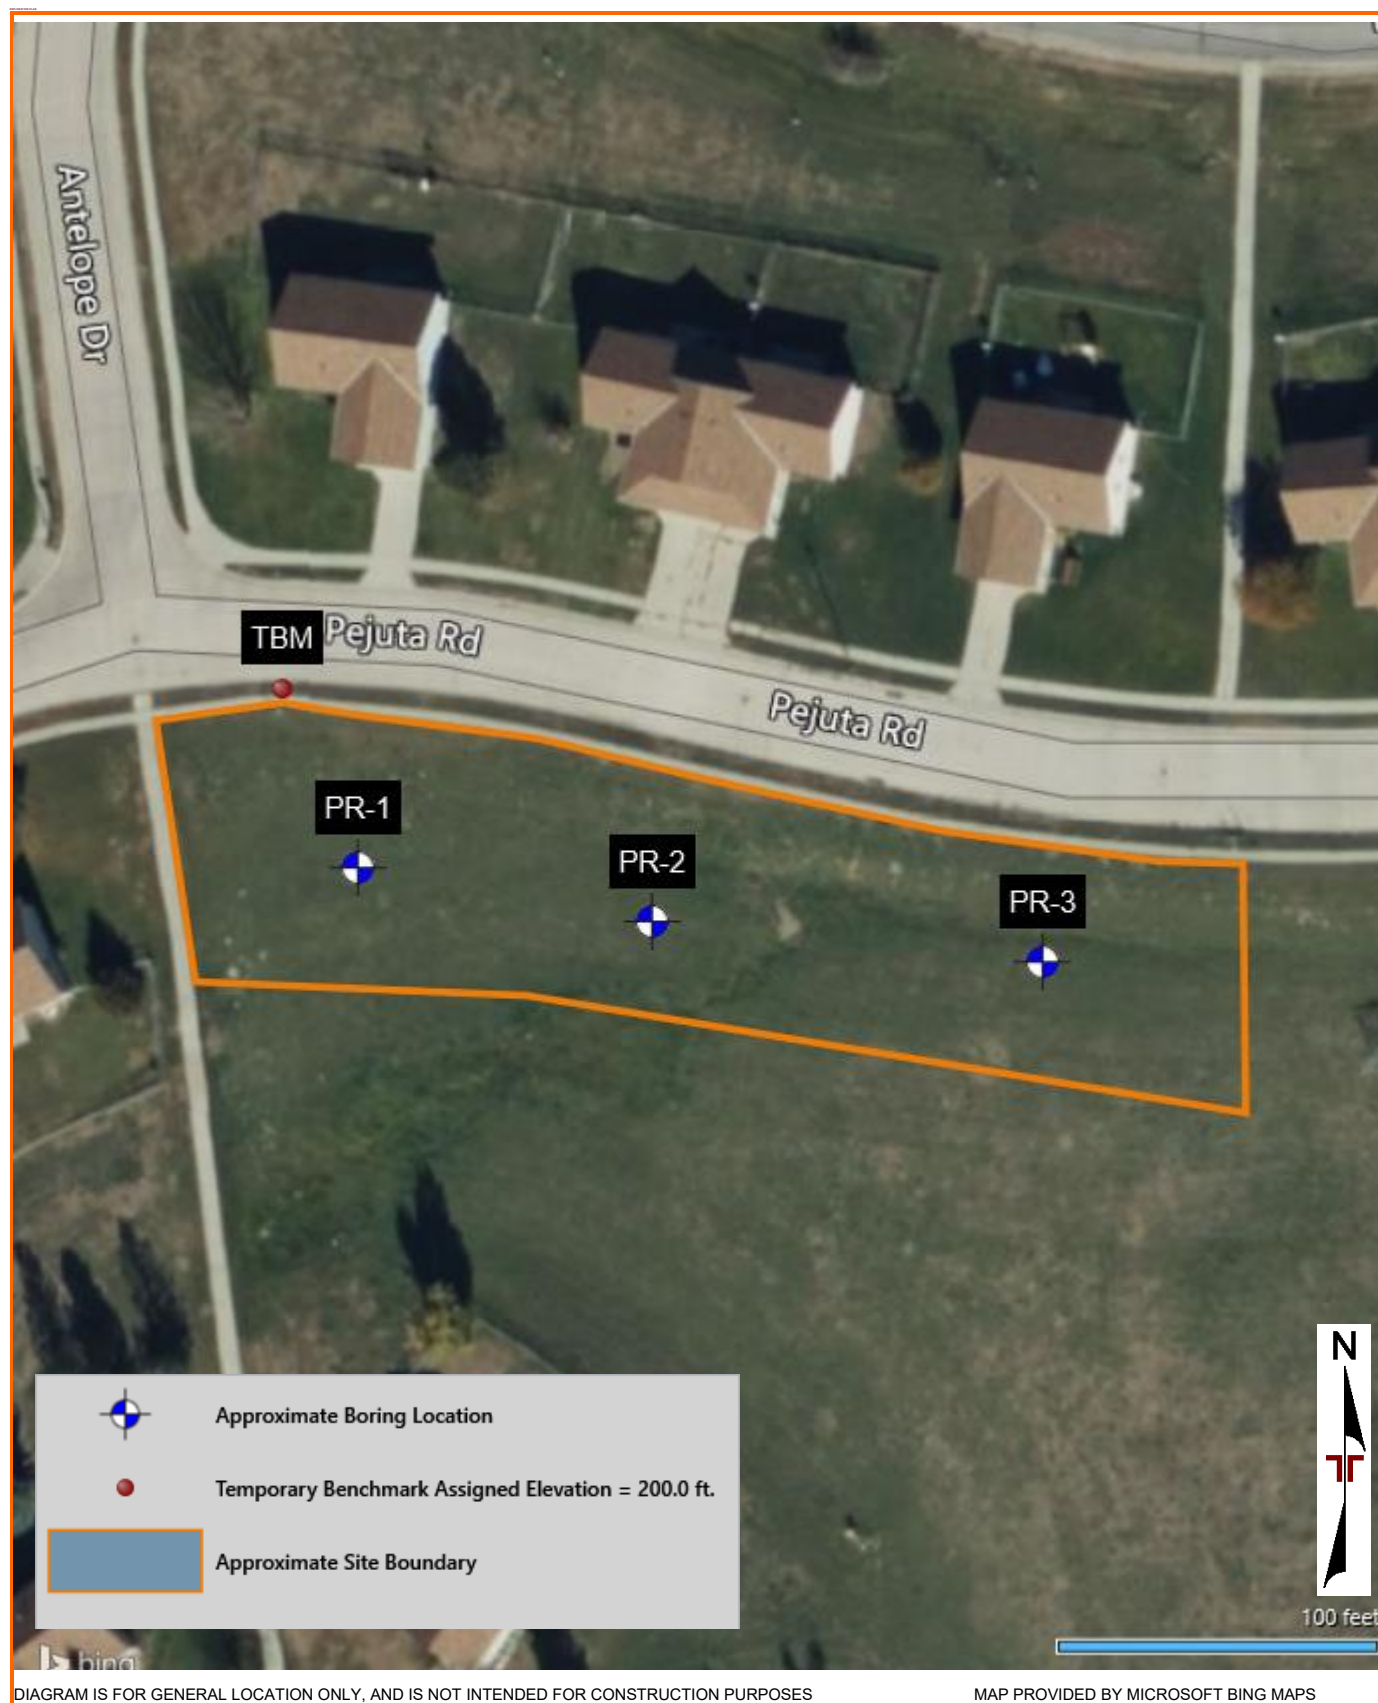 Antelope Dr
TBM
Pejuta Rd
Pejuta Rd
PR-1
PR-2
PR-3
N
Approximate Boring Location
Temporary Benchmark Assigned Elevation = 200.0 ft.
Approximate Site Boundary
100 feet
bing
DIAGRAM IS FOR GENERAL LOCATION ONLY, AND IS NOT INTENDED FOR CONSTRUCTION PURPOSES
MAP PROVIDED BY MICROSOFT BING MAPS